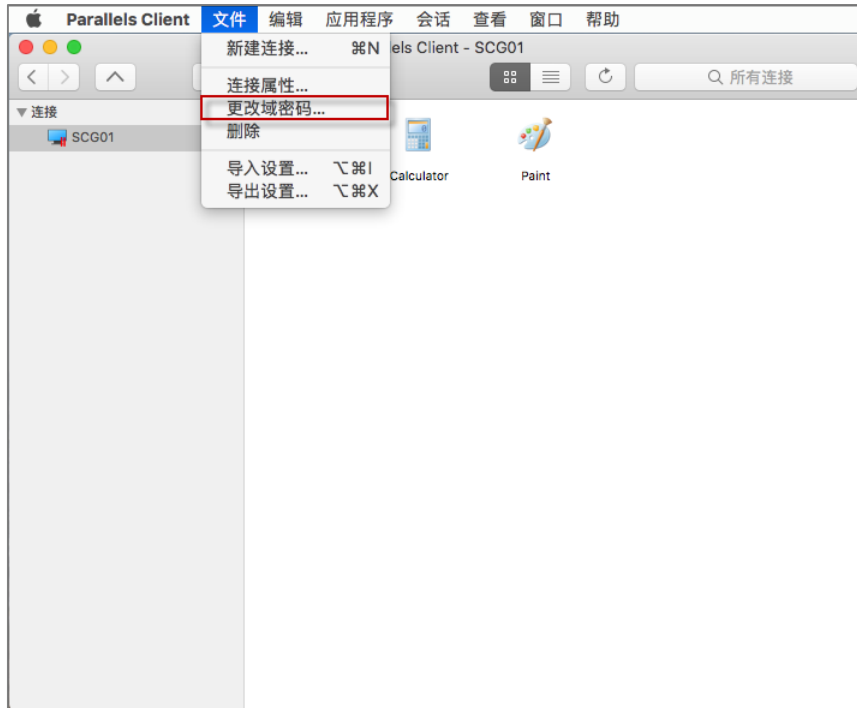 Parallels Client 文件 编辑 应用程序 会话 查看 窗口 帮助
新建连接... ⌘N
els Client - SCG01
连接属性...
所有连接
更改域密码...
删除
导入设置... ⌥⌘I
导出设置... ⌥⌘X
连接
SCG01
Calculator
Paint